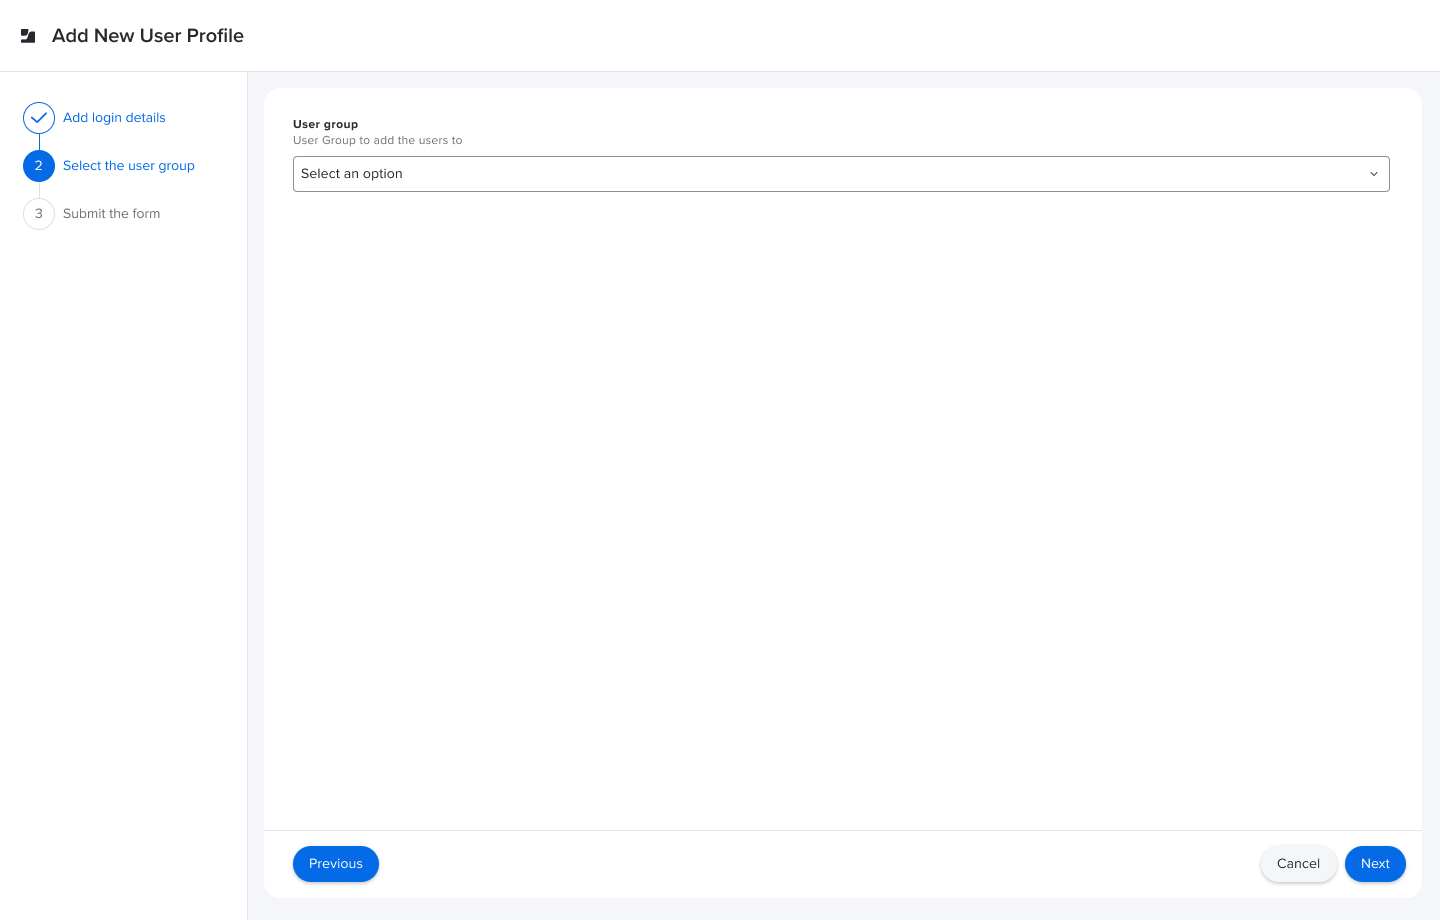 Add New User Profile
Add login details
2 Select the user group
3 Submit the form
User group
User Group to add the users to
Select an option
Previous
Cancel
Next